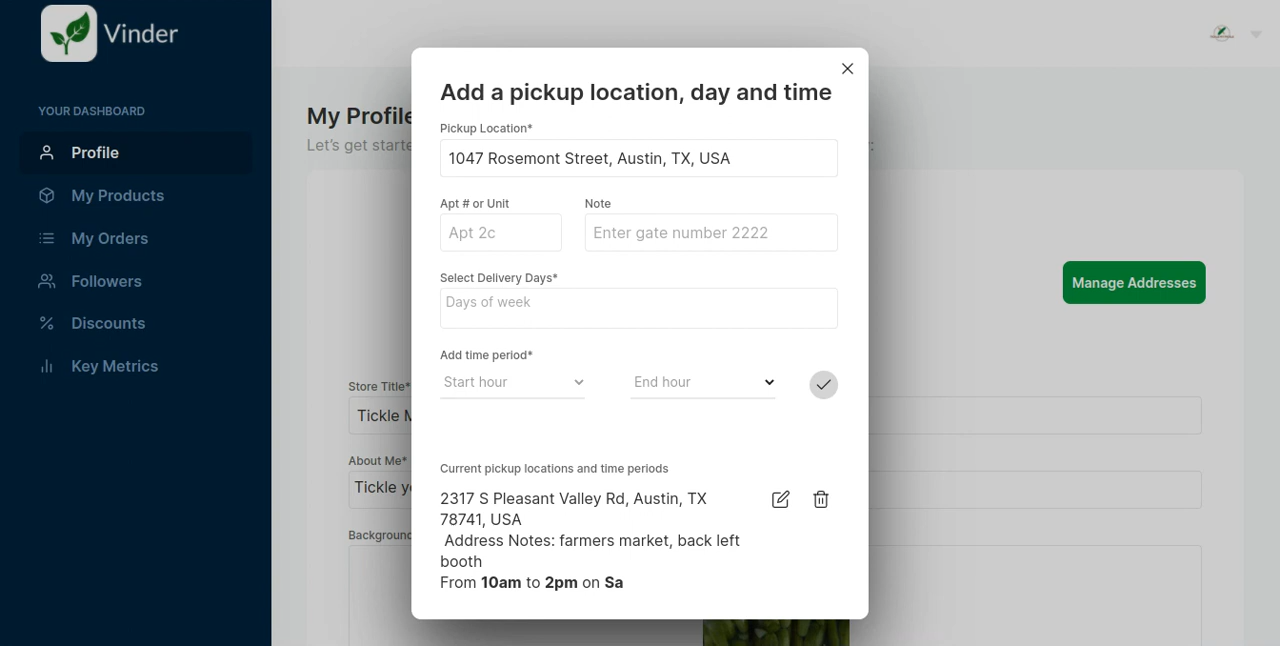 Vinder
YOUR DASHBOARD
Profile
My Products
My Orders
Followers
Discounts
Key Metrics
My Profile
Let's get starte
:
Manage Addresses
Store Title*
Tickle M
About Me*
Tickle y
Background
Add a pickup location, day and time
Pickup Location*
1047 Rosemont Street, Austin, TX, USA
Apt # or Unit
Note
Apt 2c
Enter gate number 2222
Select Delivery Days*
Days of week
Add time period*
Start hour
End hour
Current pickup locations and time periods
2317 S Pleasant Valley Rd, Austin, TX
78741, USA
Address Notes: farmers market, back left
booth
From 10am to 2pm on Sa